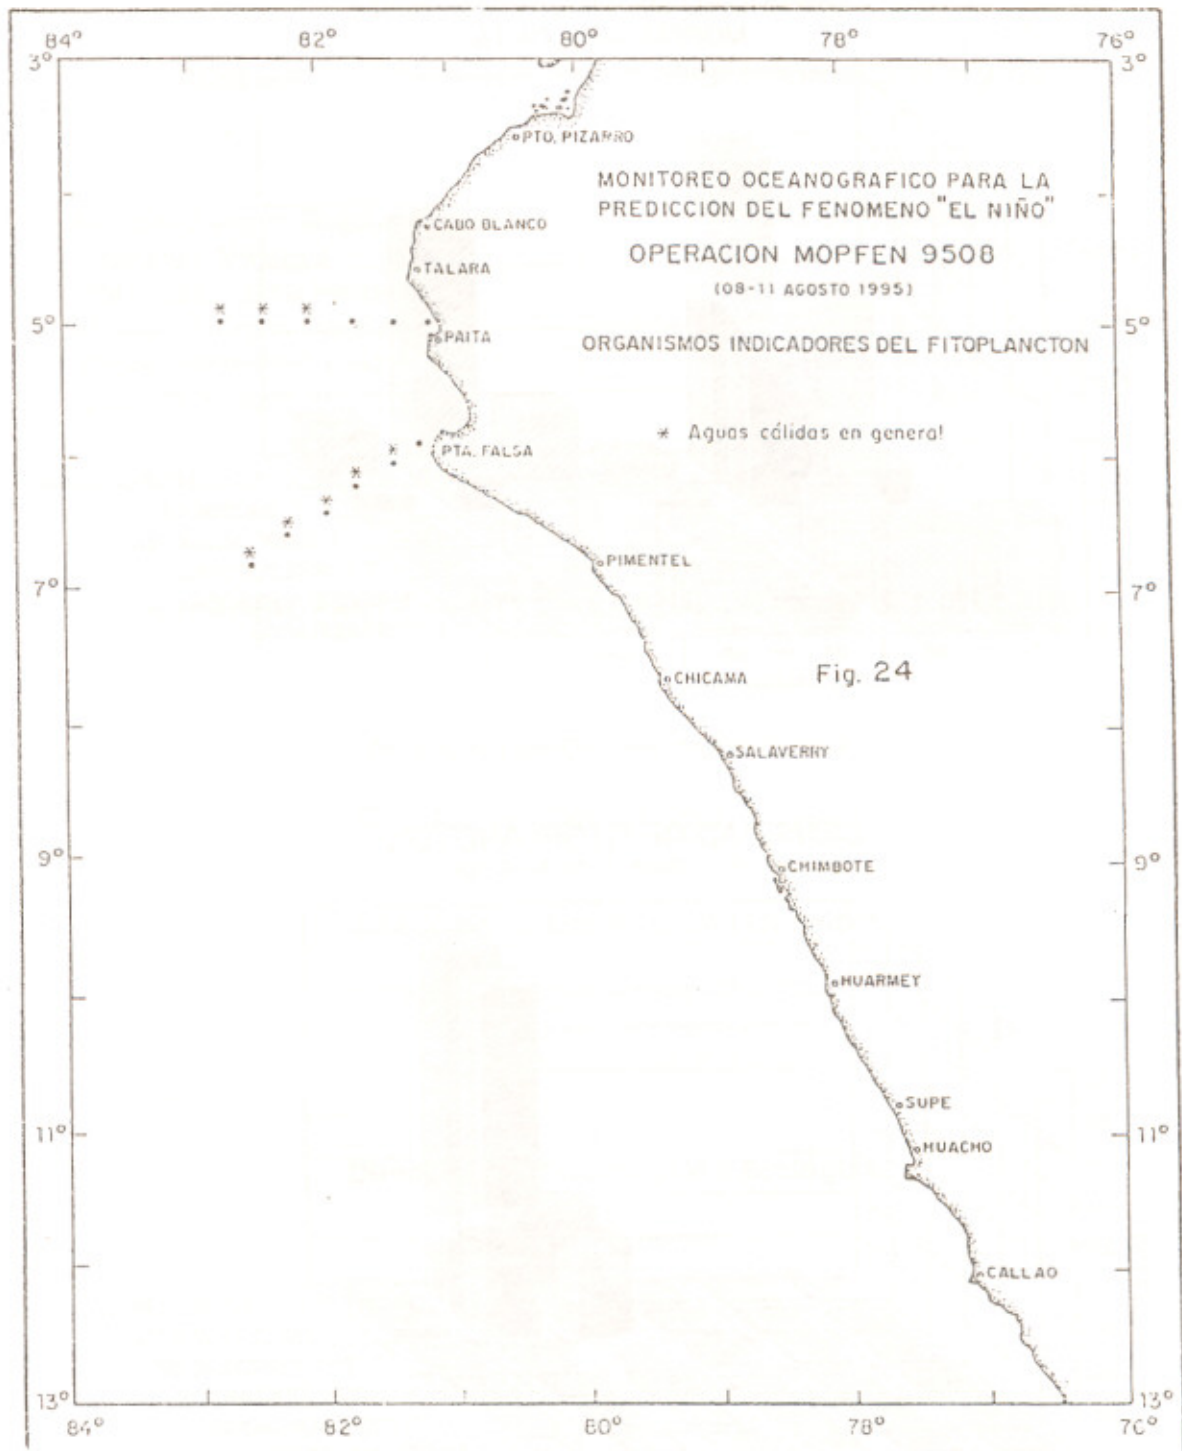 84° 82° 80° 78° 76°
3° 3°
PTO. PIZARRO
MONITOREO OCEANOGRAFICO PARA LA
PREDICCION DEL FENOMENO "EL NIÑO"
CABO BLANCO
OPERACION MOPFEN 9508
TALARA
(08-11 AGOSTO 1995)
5° 5°
PAITA
ORGANISMOS INDICADORES DEL FITOPLANCTON
* Aguas cálidas en general
PTA. FALSA
PIMENTEL
7° 7°
Fig. 24
CHICAMA
SALAVERRY
9° 9°
CHIMBOTE
HUARMEY
SUPE
11° 11°
HUACHO
CALLAO
13° 13°
84° 82° 80° 78° 76°